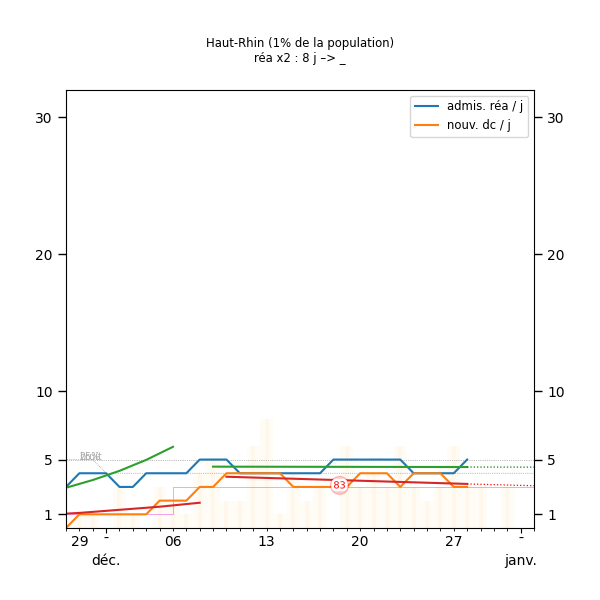 Haut-Rhin (1% de la population)
réa x2 : 8 j –> _
admis. réa / j
nouv. dc / j
30 30
20 20
10 10
5 5
1 1
83
29 - 06 13 20 27 -
déc. janv.